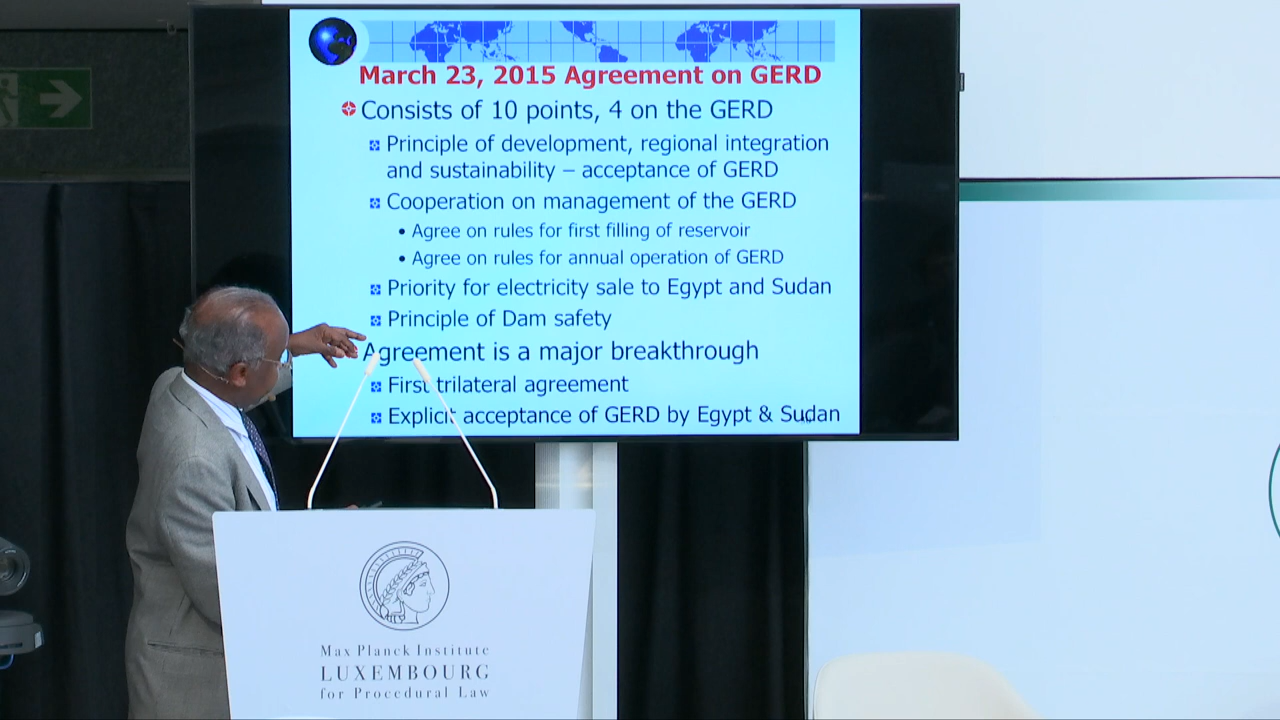 March 23, 2015 Agreement on GERD
Consists of 10 points, 4 on the GERD
Principle of development, regional integration
and sustainability – acceptance of GERD
Cooperation on management of the GERD
• Agree on rules for first filling of reservoir
• Agree on rules for annual operation of GERD
Priority for electricity sale to Egypt and Sudan
Principle of Dam safety
Agreement is a major breakthrough
First trilateral agreement
Explicit acceptance of GERD by Egypt & Sudan
Max Planck Institute
LUXEMBOURG
for Procedural Law